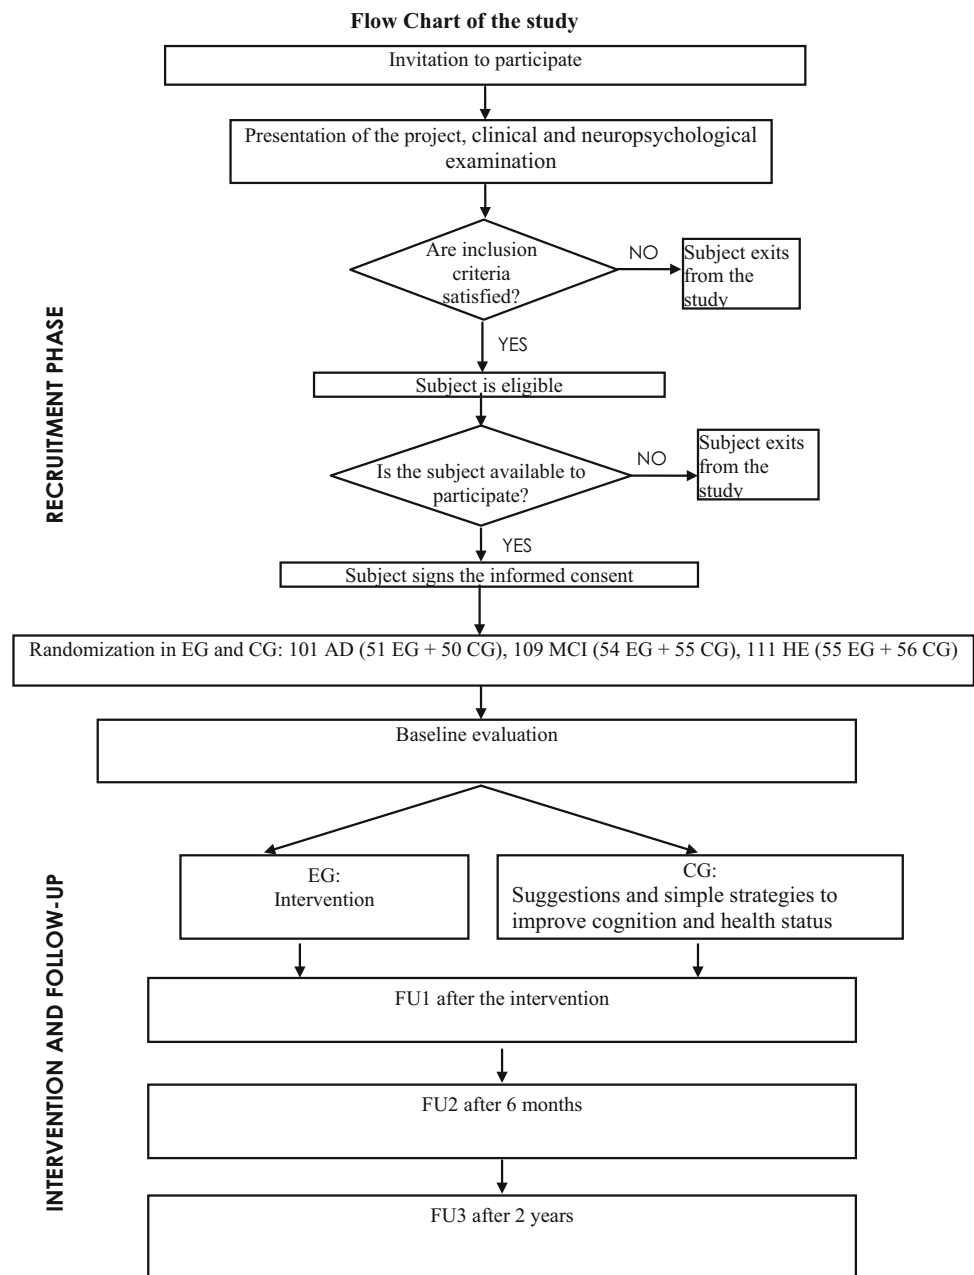 Flow Chart of the study
Invitation to participate
Presentation of the project, clinical and neuropsychological
examination
Are inclusion
criteria
satisfied?
NO
Subject exits
from the
study
YES
Subject is eligible
Is the subject available to
participate?
NO
Subject exits
from the
study
YES
Subject signs the informed consent
RECRUITMENT PHASE
Randomization in EG and CG: 101 AD (51 EG + 50 CG), 109 MCI (54 EG + 55 CG), 111 HE (55 EG + 56 CG)
Baseline evaluation
EG:
Intervention
CG:
Suggestions and simple strategies to
improve cognition and health status
FU1 after the intervention
FU2 after 6 months
FU3 after 2 years
INTERVENTION AND FOLLOW-UP